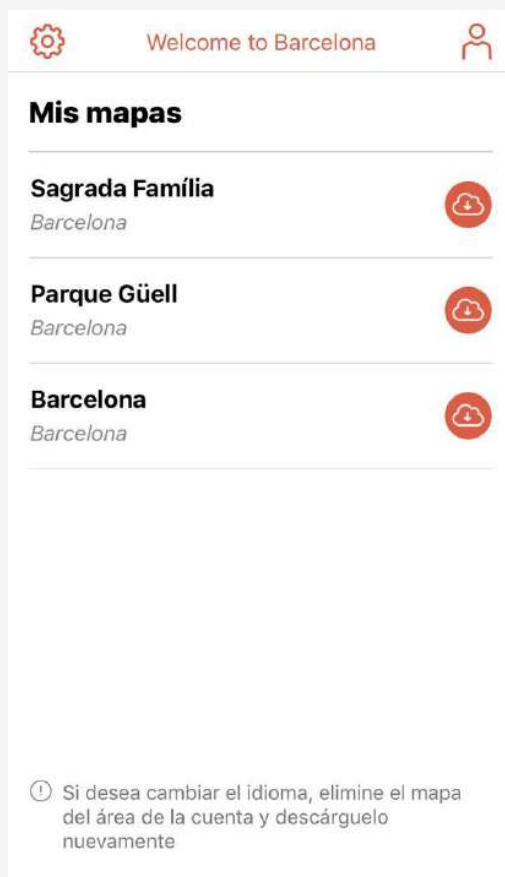 Welcome to Barcelona
Mis mapas
Sagrada Família
Barcelona
Parque Güell
Barcelona
Barcelona
Barcelona
Si desea cambiar el idioma, elimine el mapa
del área de la cuenta y descárguelo
nuevamente